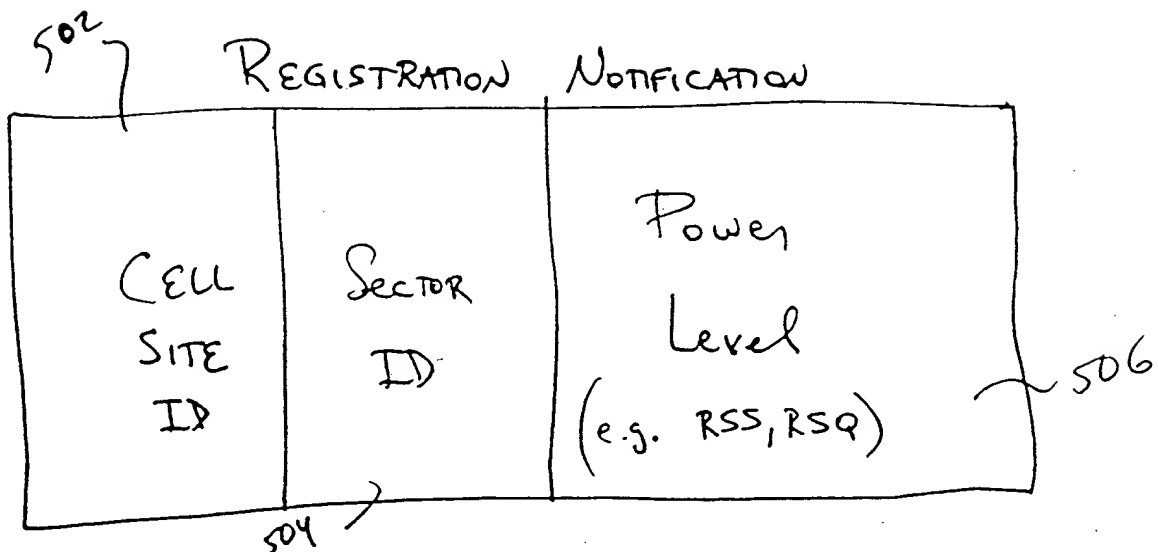 502
REGISTRATION NOTIFICATION
CELL
SITE
ID
SECTOR
ID
Power
Level
(e.g. RSS, RSQ)
506
504